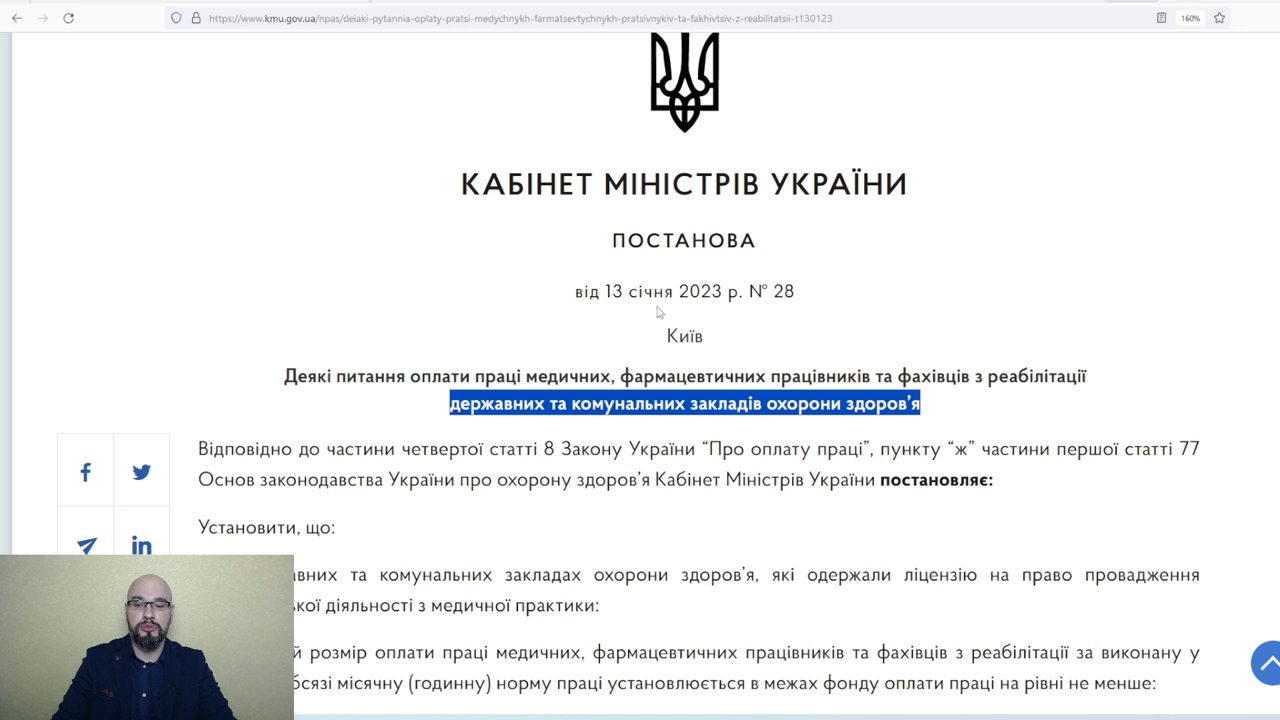 https://www.kmu.gov.ua/npas/deiaki-pytannia-oplaty-pratsi-medychnykh-farmatsevtychnykh-pratsivnykiv-ta-fakhivtsiv-z-reabilitatsii-t130123
160%
КАБІНЕТ МІНІСТРІВ УКРАЇНИ
ПОСТАНОВА
від 13 січня 2023 р. № 28
Київ
Деякі питання оплати праці медичних, фармацевтичних працівників та фахівців з реабілітації
державних та комунальних закладів охорони здоров’я
Відповідно до частини четвертої статті 8 Закону України “Про оплату праці”, пункту “ж” частини першої статті 77
Основ законодавства України про охорону здоров’я Кабінет Міністрів України постановляє:
Установити, що:
та комунальних закладах охорони здоров’я, які одержали ліцензію на право провадження
діяльності з медичної практики:
розмір оплати праці медичних, фармацевтичних працівників та фахівців з реабілітації за виконану у
місячну (годинну) норму праці установлюється в межах фонду оплати праці на рівні не менше: